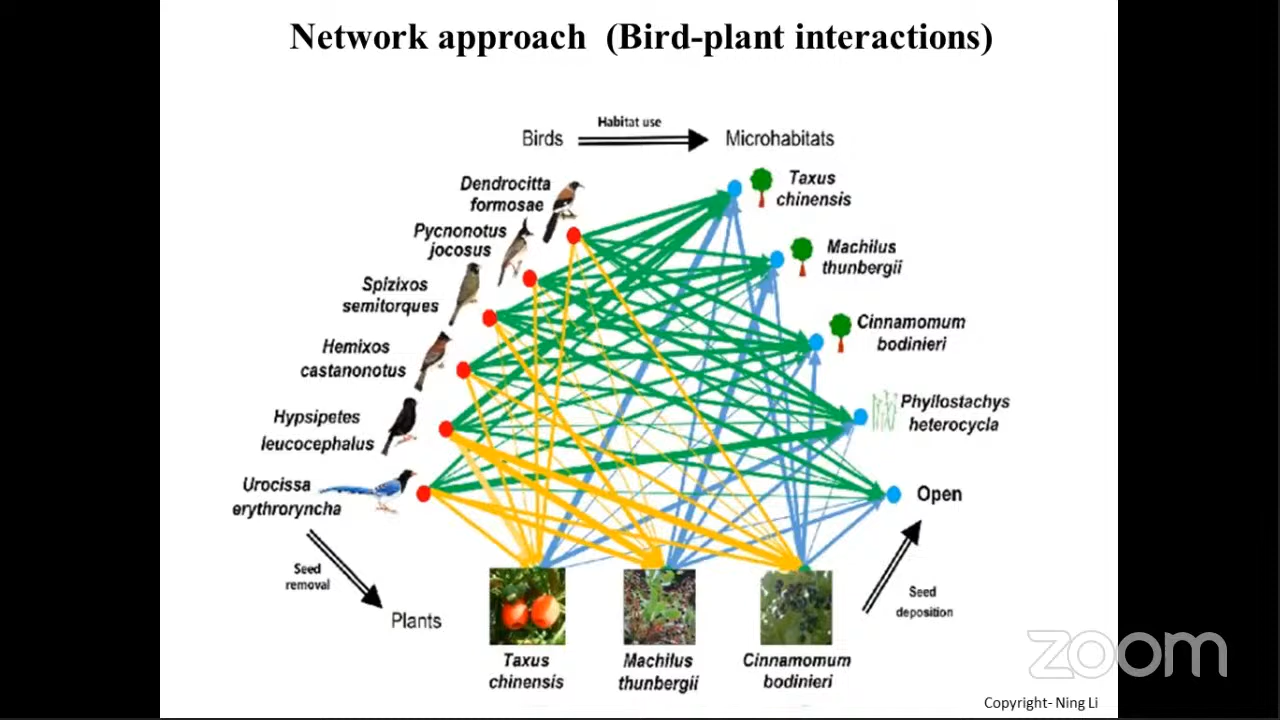 Network approach (Bird-plant interactions)
Birds
Habitat use
Microhabitats
Dendrocitta
formosae
Pycnonotus
jocosus
Spizixos
semitorques
Hemixos
castanonotus
Hypsipetes
leucocephalus
Urocissa
erythroryncha
Taxus
chinensis
Machilus
thunbergii
Cinnamomum
bodinieri
Phyllostachys
heterocycla
Open
Seed
removal
Plants
Seed
deposition
Taxus
chinensis
Machilus
thunbergii
Cinnamomum
bodinieri
zoom
Copyright- Ning Li